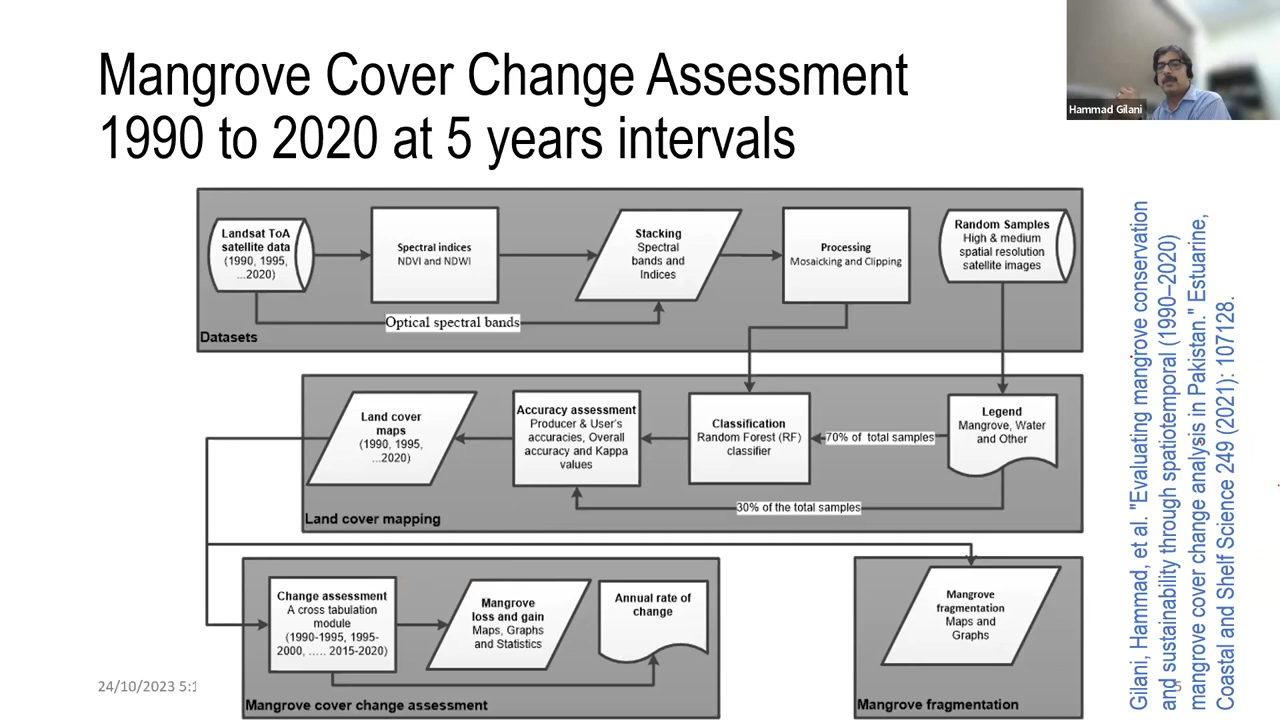 Mangrove Cover Change Assessment
1990 to 2020 at 5 years intervals
Hammad Gilani
Landsat ToA
satellite data
(1990, 1995,
...2020)
Spectral indices
NDVI and NDWI
Stacking
Spectral
bands and
Indices
Processing
Mosaicking and Clipping
Random Samples
High & medium
spatial resolution
satellite images
Optical spectral bands
Datasets
Land cover
maps
(1990, 1995,
...2020)
Accuracy assessment
Producer & User's
accuracies, Overall
accuracy and Kappa
values
Classification
Random Forest (RF)
classifier
70% of total samples
Legend
Mangrove, Water
and Other
30% of the total samples
Land cover mapping
Change assessment
A cross tabulation
module
(1990-1995, 1995-
2000, ..... 2015-2020)
Mangrove
loss and gain
Maps, Graphs
and Statistics
Annual rate of
change
Mangrove cover change assessment
Mangrove
fragmentation
Maps and
Graphs
Mangrove fragmentation
Gilani, Hammad, et al. "Evaluating mangrove conservation
and sustainability through spatiotemporal (1990–2020)
mangrove cover change analysis in Pakistan." Estuarine,
Coastal and Shelf Science 249 (2021): 107128.
24/10/2023 5:1
5